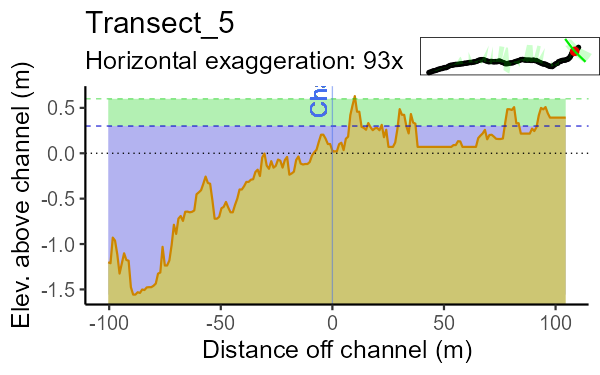 Transect_5
Horizontal exaggeration: 93x
Elev. above channel (m)
0.5
0.0
-0.5
-1.0
-1.5
Ch
-100
-50
0
50
100
Distance off channel (m)